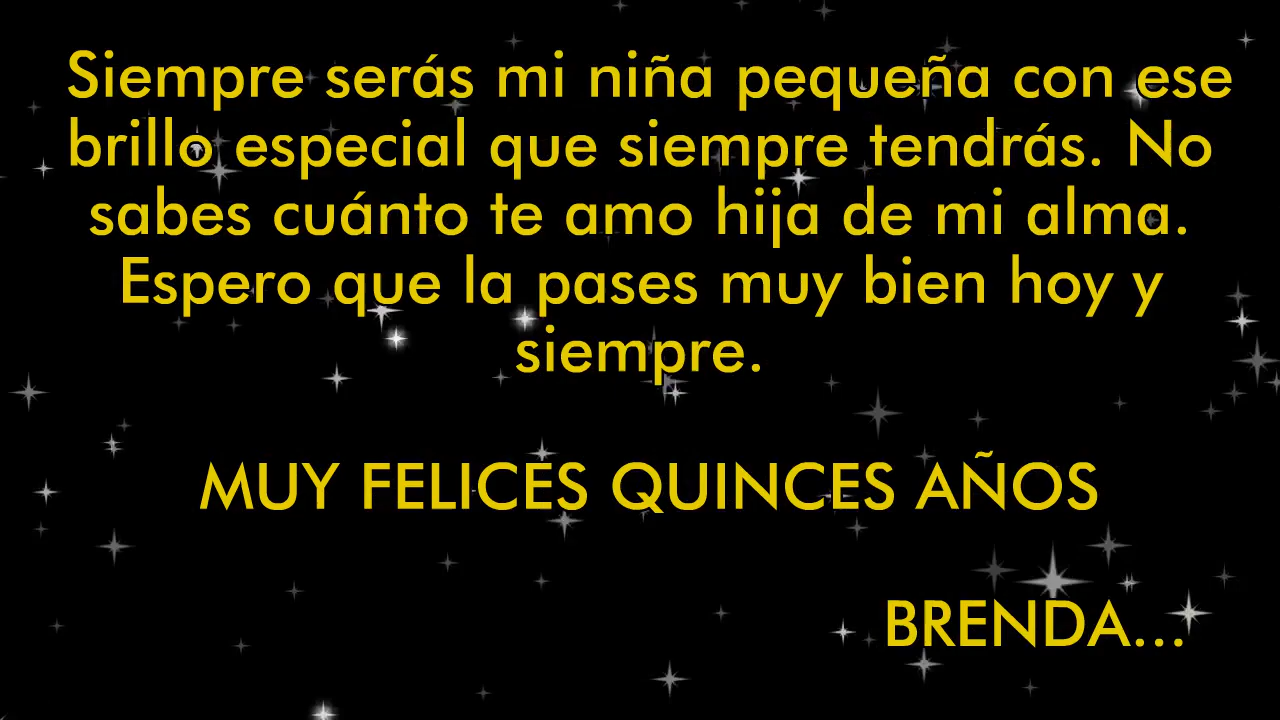 Siempre serás mi niña pequeña con ese
brillo especial que siempre tendrás. No
sabes cuánto te amo hija de mi alma.
Espero que la pases muy bien hoy y
siempre.
MUY FELICES QUINCES AÑOS
BRENDA...